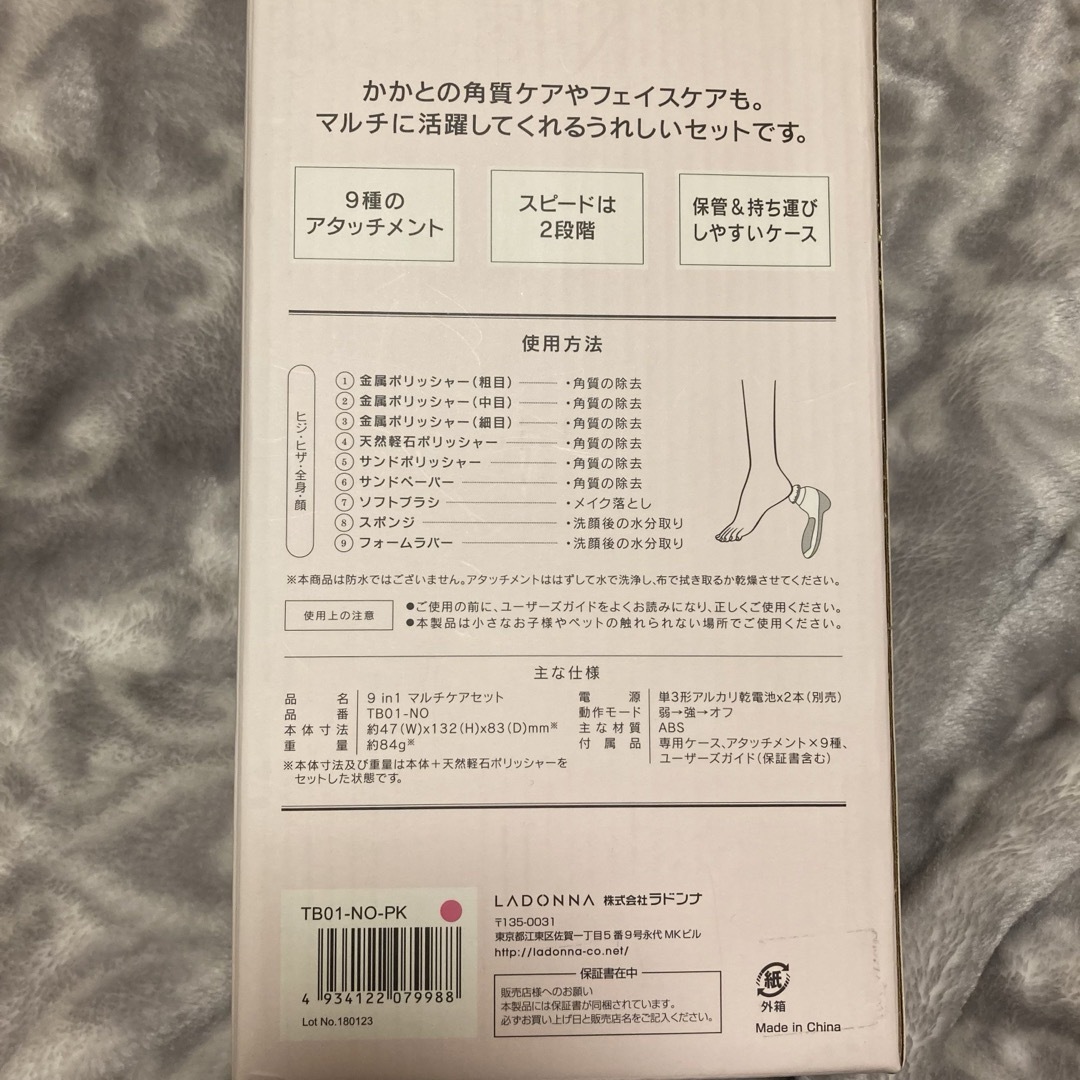 かかとの角質ケアやフェイスケアも。
マルチに活躍してくれるうれしいセットです。
9種の
アタッチメント
スピードは
2段階
保管&持ち運び
しやすいケース
使用方法
ヒジ・ヒザ・全身・顔
① 金属ポリッシャー(粗目) ・角質の除去
② 金属ポリッシャー(中目) ・角質の除去
③ 金属ポリッシャー(細目) ・角質の除去
④ 天然軽石ポリッシャー ・角質の除去
⑤ サンドポリッシャー ・角質の除去
⑥ サンドペーパー ・角質の除去
⑦ ソフトブラシ ・メイク落とし
⑧ スポンジ ・洗顔後の水分取り
⑨ フォームラバー ・洗顔後の水分取り
※本商品は防水ではございません。アタッチメントははずして水で洗浄し、布で拭き取るか乾燥させてください。
使用上の注意
●ご使用の前に、ユーザーズガイドをよくお読みになり、正しくご使用ください。
●本製品は小さなお子様やペットの触れられない場所でご使用ください。
主な仕様
品名 9 in1 マルチケアセット
品番 TB01-NO
本体寸法 約47(W)x132(H)x83(D)mm※
重量 約84g※
※本体寸法及び重量は本体+天然軽石ポリッシャーを
セットした状態です。
電源 単3形アルカリ乾電池x2本(別売)
動作モード 弱→強→オフ
主な材質 ABS
付属品 専用ケース、アタッチメント×9種、
ユーザーズガイド(保証書含む)
TB01-NO-PK
4 934122 079988
Lot No.180123
LADONNA 株式会社ラドンナ
〒135-0031
東京都江東区佐賀一丁目5番9号永代MKビル
http://ladonna-co.net/
保証書在中
販売店様へのお願い
本製品には保証書が同梱されています。
必ずお買い上げ日と販売店名をご記入ください。
紙
外箱
Made in China